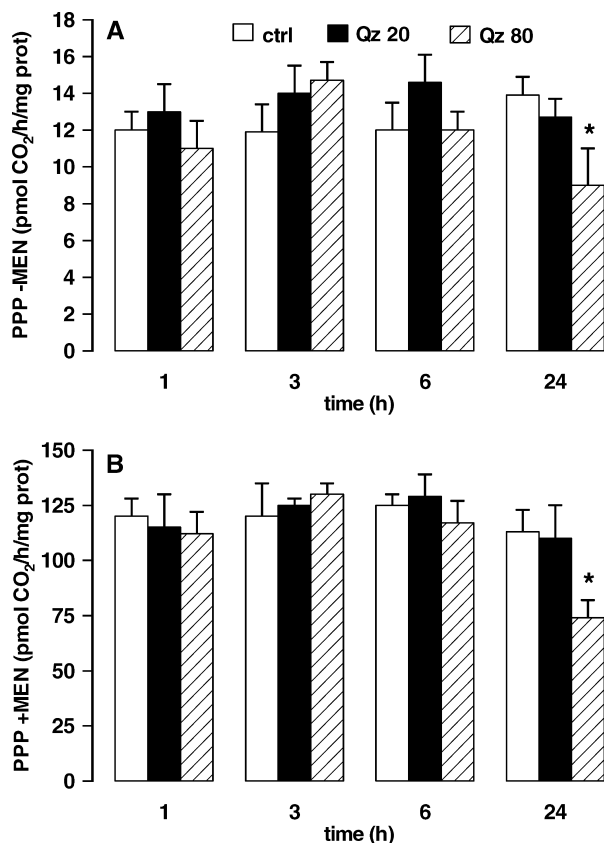 A
ctrl
Qz 20
Qz 80
PPP -MEN (pmol CO2/h/mg prot)
18
16
14
12
10
8
6
4
2
0
*
1 3 6 24
time (h)
B
PPP +MEN (pmol CO2/h/mg prot)
150
125
100
75
50
25
0
*
1 3 6 24
time (h)